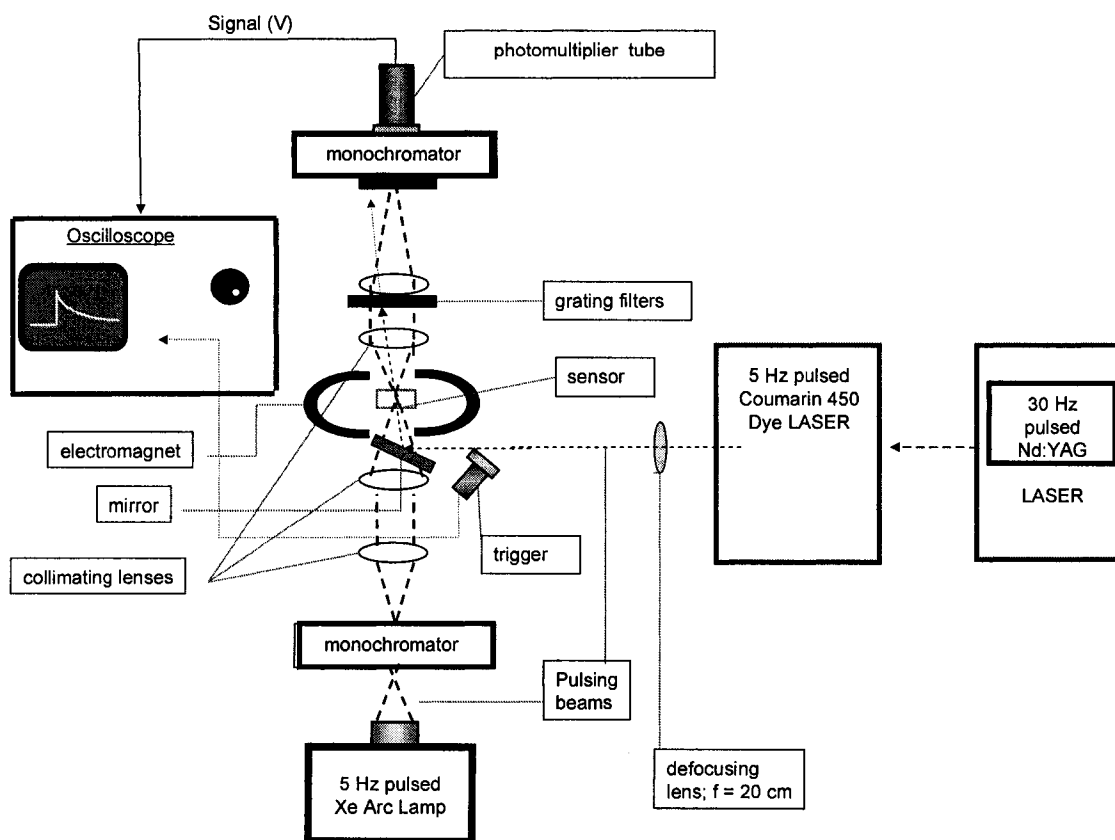 Signal (V)
photomultiplier tube
monochromator
Oscilloscope
grating filters
sensor
5 Hz pulsed
Coumarin 450
Dye LASER
30 Hz
pulsed
Nd:YAG
LASER
electromagnet
mirror
trigger
collimating lenses
monochromator
Pulsing
beams
defocusing
lens; f = 20 cm
5 Hz pulsed
Xe Arc Lamp